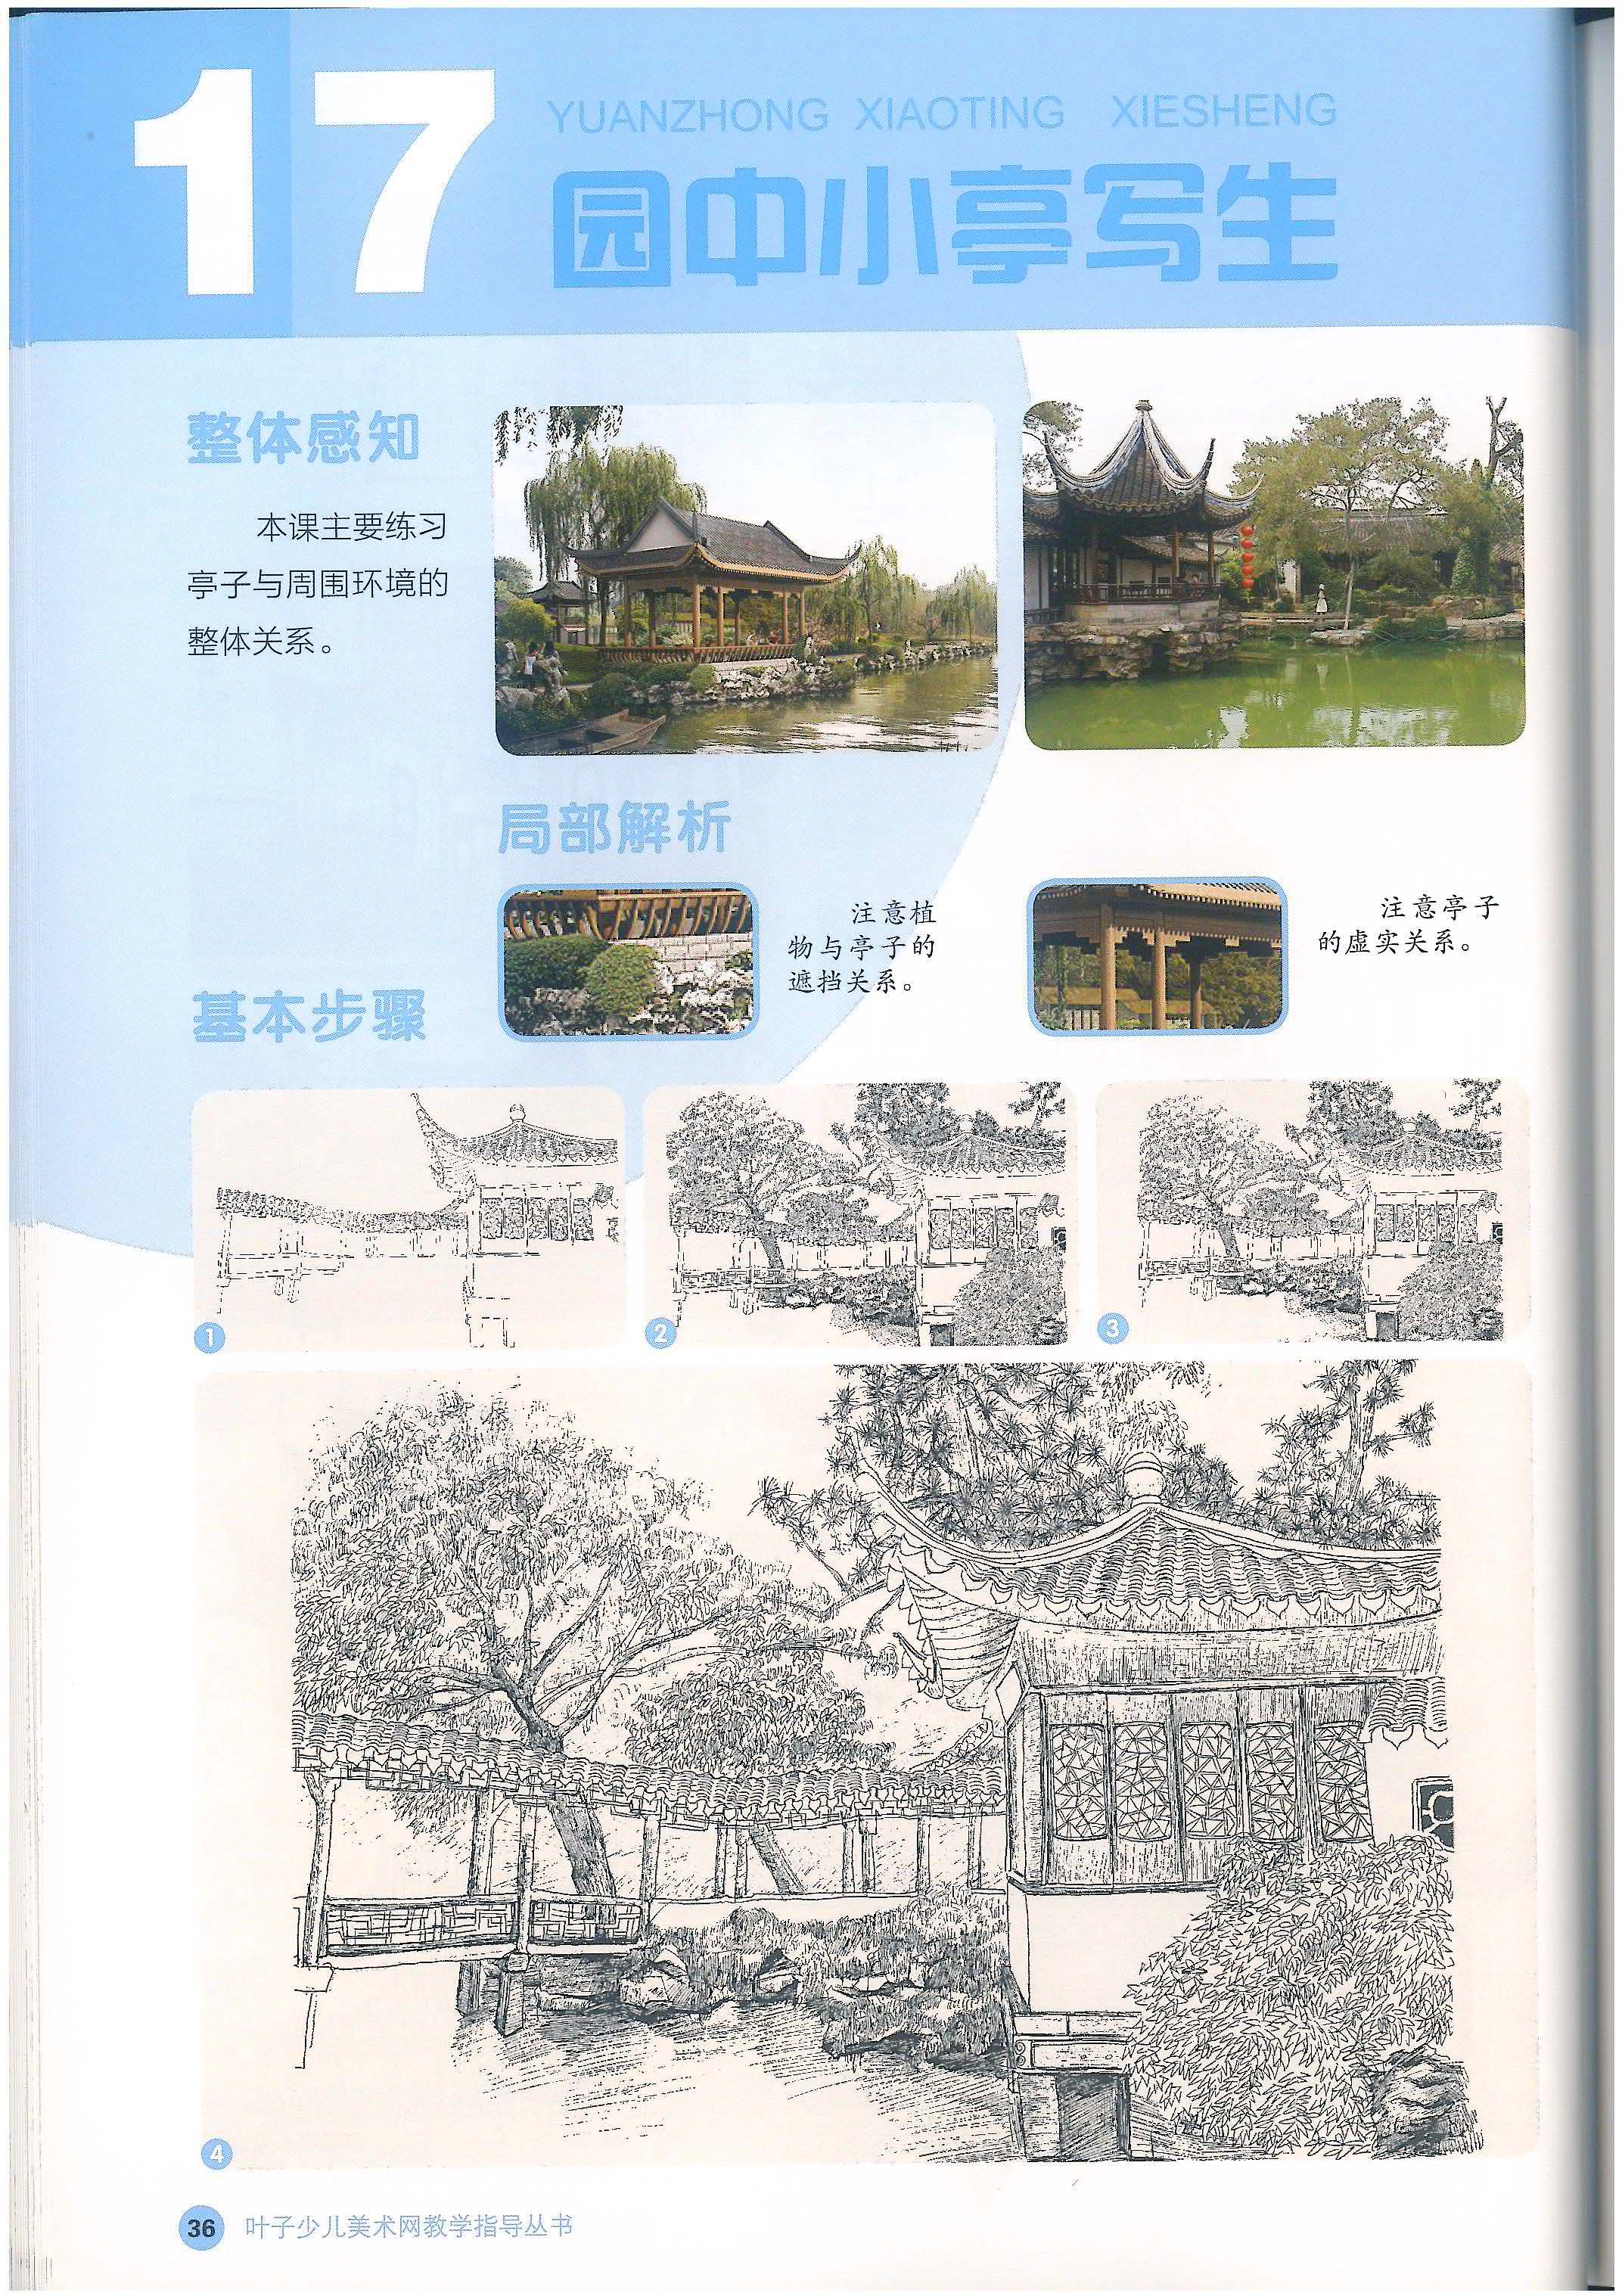 17
YUANZHONG XIAOTING XIESHENG
园中小亭写生
整体感知
本课主要练习
亭子与周围环境的
整体关系。
局部解析
注意植
物与亭子的
遮挡关系。
注意亭子
的虚实关系。
基本步骤
1
2
3
4
36 叶子少儿美术网教学指导丛书